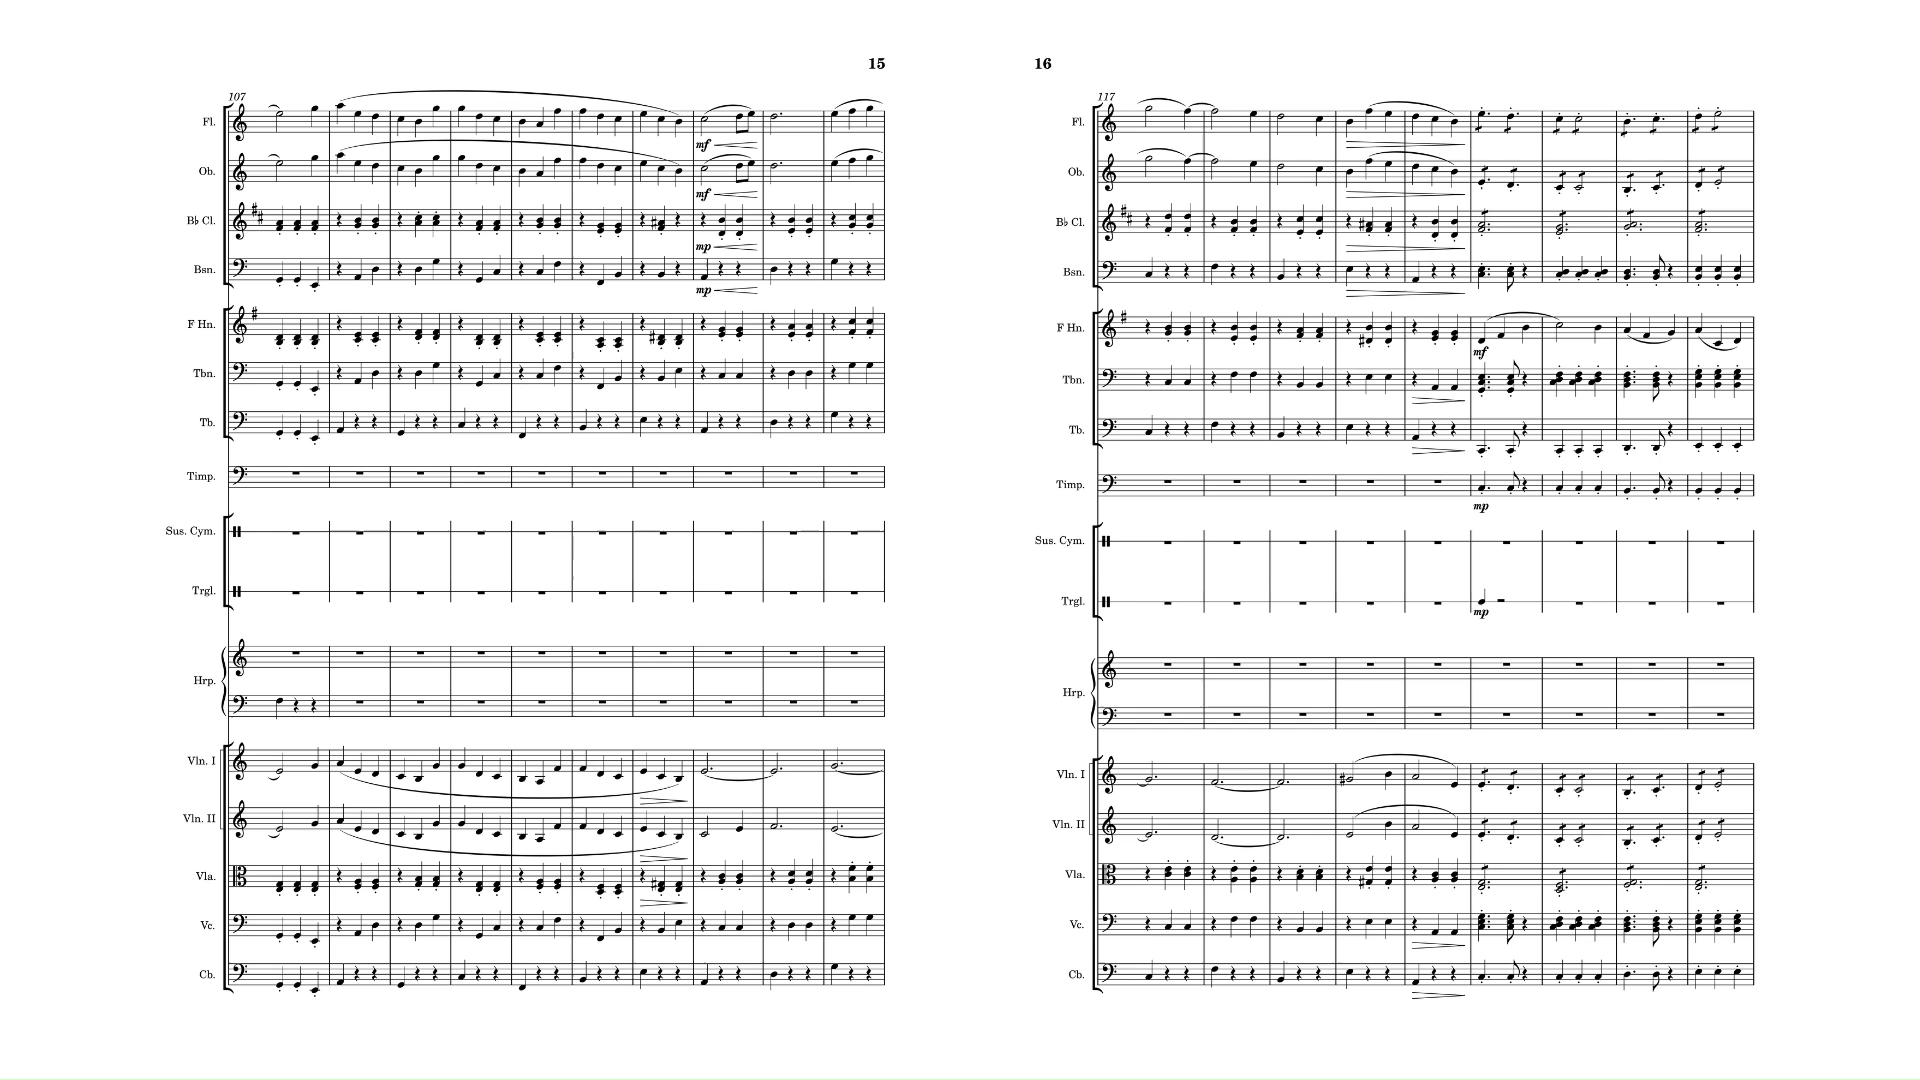 15
107
Fl.
mf
Ob.
mf
B♭ Cl.
mp
Bsn.
mp
F Hn.
Tbn.
Tb.
Timp.
Sus. Cym.
Trgl.
Hrp.
Vln. I
Vln. II
Vla.
Vc.
Cb.
16
117
Fl.
Ob.
B♭ Cl.
Bsn.
F Hn.
mf
Tbn.
Tb.
Timp.
mp
Sus. Cym.
Trgl.
mp
Hrp.
Vln. I
Vln. II
Vla.
Vc.
Cb.